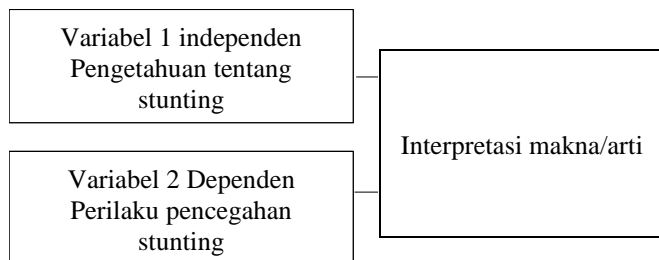 Variabel 1 independen
Pengetahuan tentang
stunting
Variabel 2 Dependen
Perilaku pencegahan
stunting
Interpretasi makna/arti